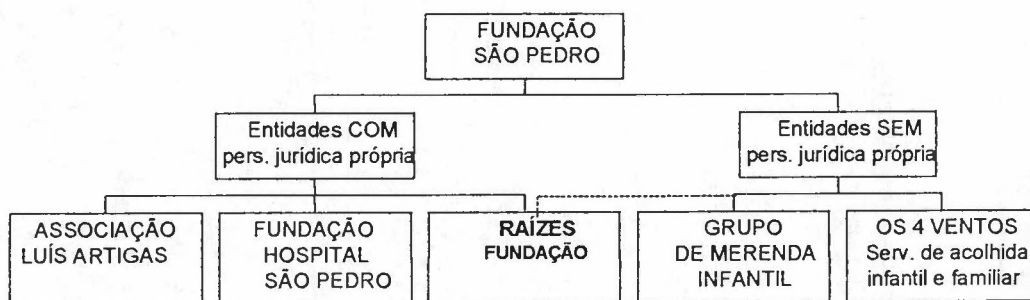 FUNDAÇÃO
SÃO PEDRO
Entidades COM
pers. jurídica própria
Entidades SEM
pers. jurídica própria
ASSOCIAÇÃO
LUÍS ARTIGAS
FUNDAÇÃO
HOSPITAL
SÃO PEDRO
RAÍZES
FUNDAÇÃO
GRUPO
DE MERENDA
INFANTIL
OS 4 VENTOS
Serv. de acolhida
infantil e familiar